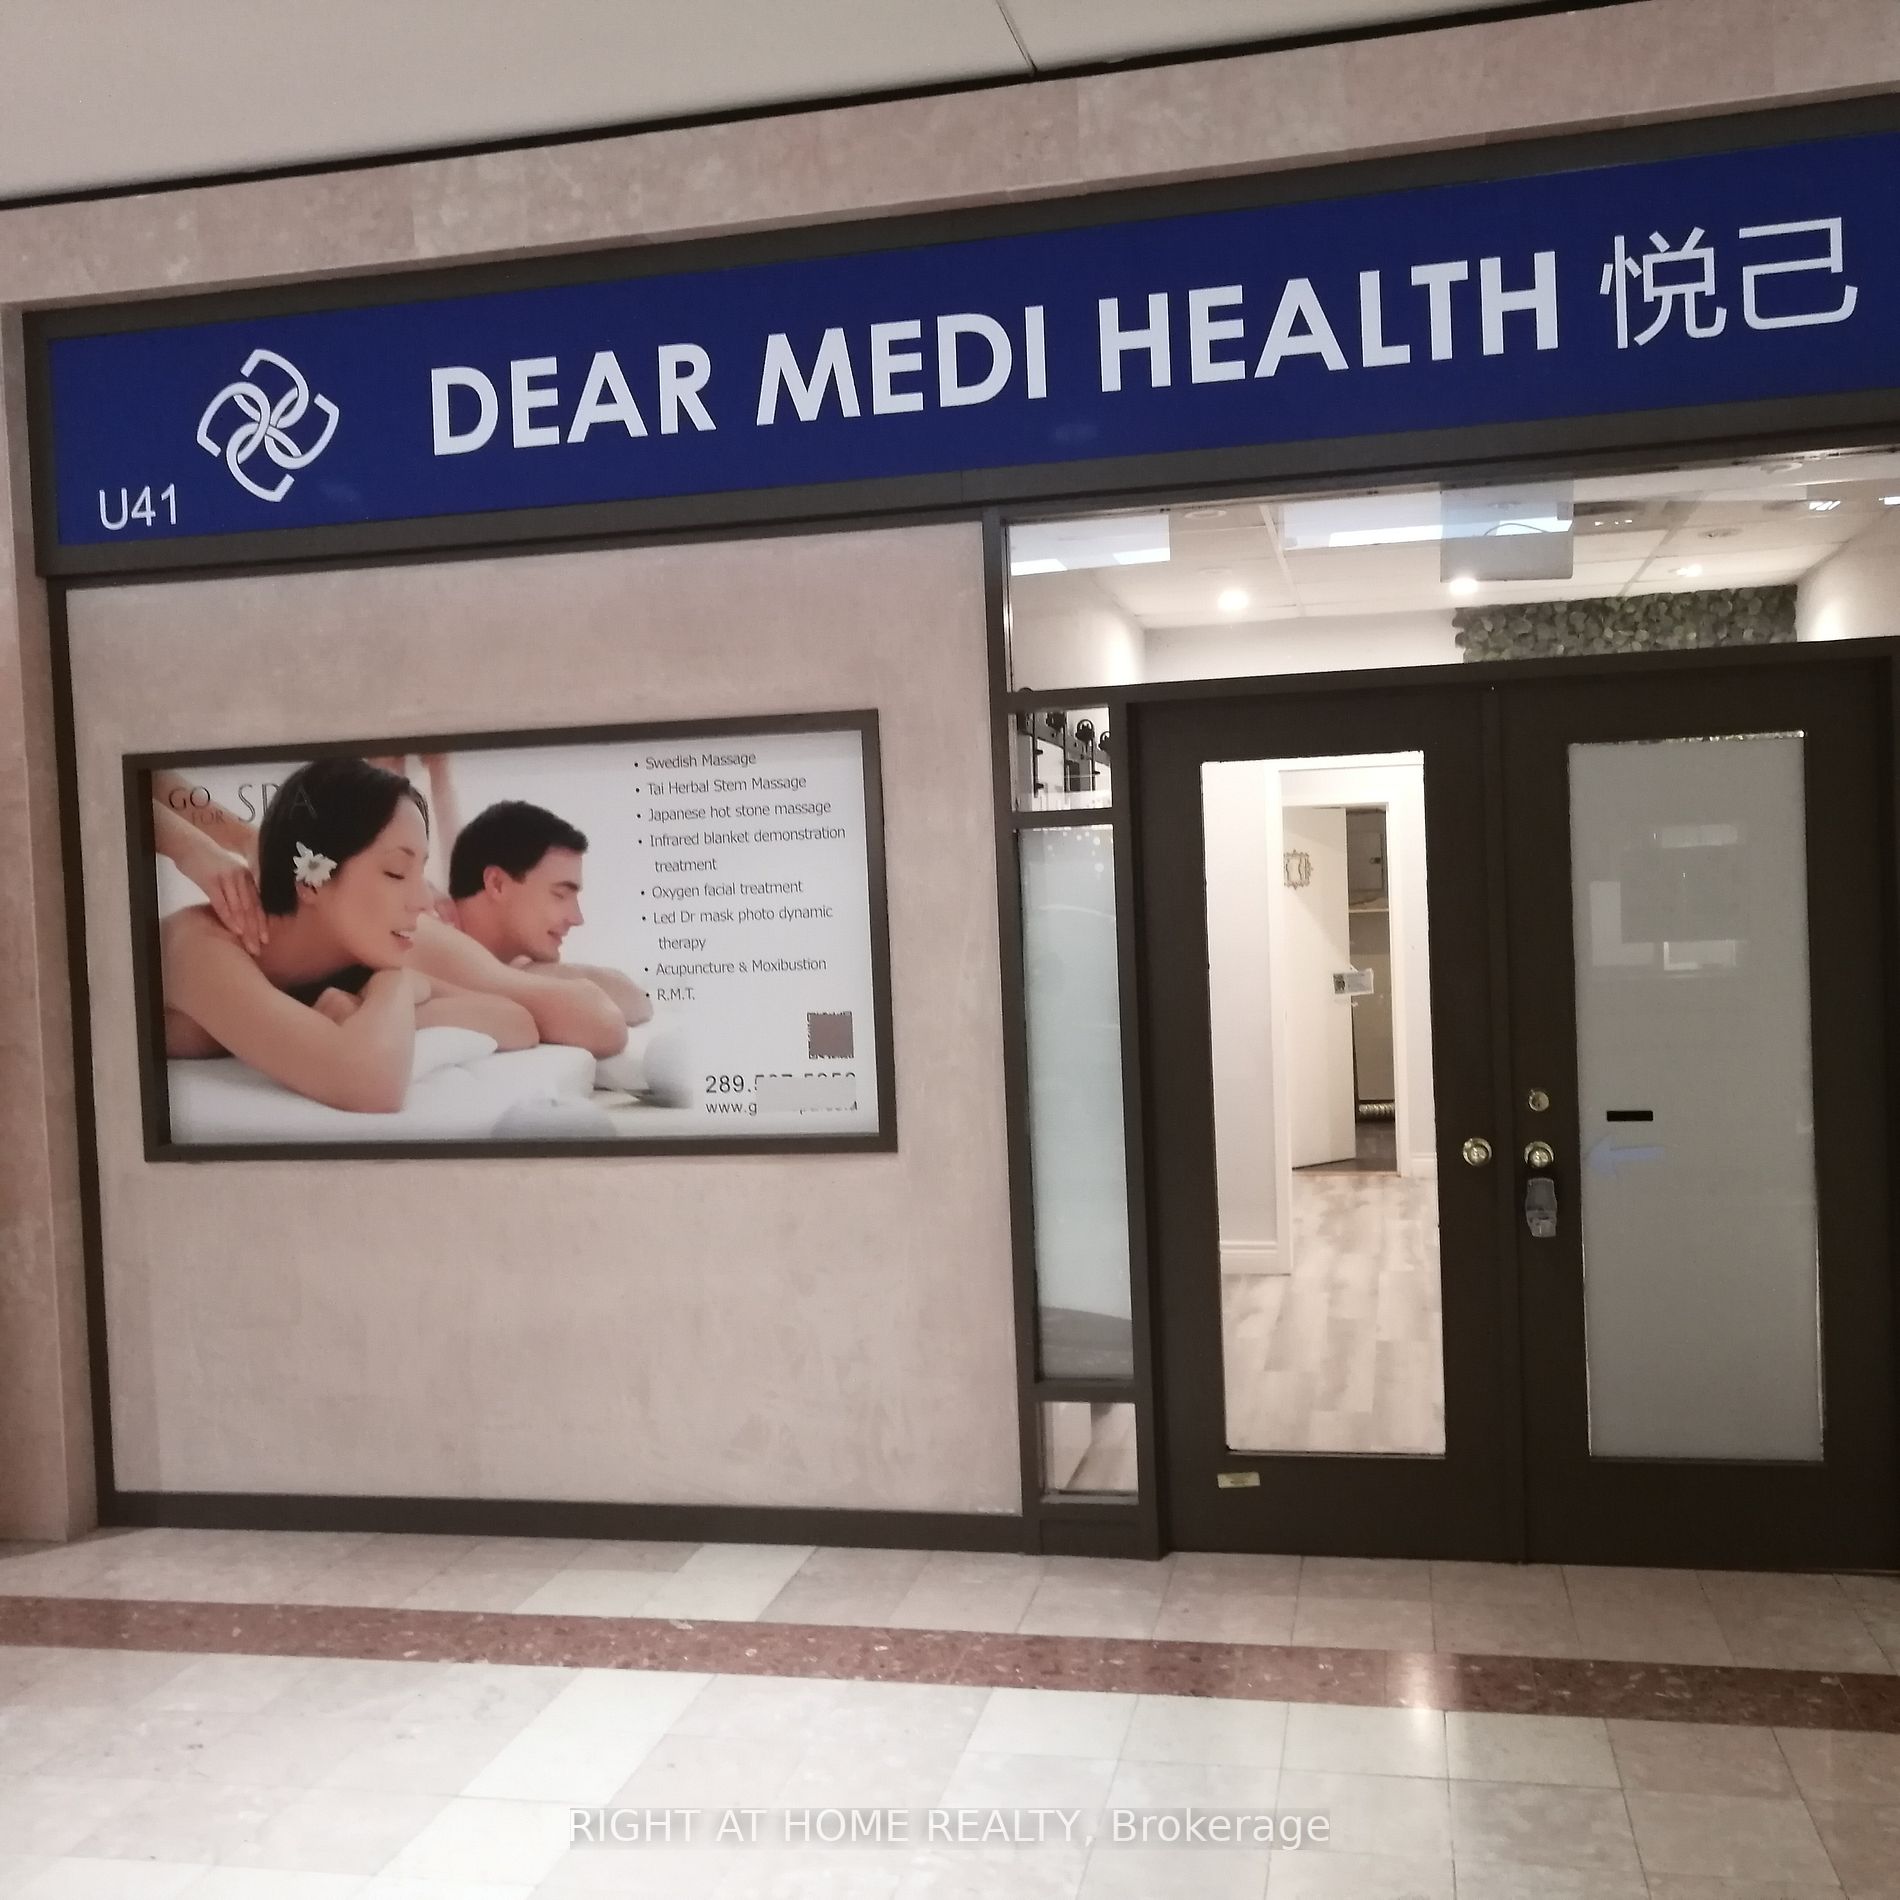 DEAR MEDI HEALTH 悦己
U41
GO FOR SPA
• Swedish Massage
• Tai Herbal Stem Massage
• Japanese hot stone massage
• Infrared blanket demonstration
treatment
• Oxygen facial treatment
• Led Dr mask photo dynamic
therapy
• Acupuncture & Moxibustion
• R.M.T.
289.
www.g
RIGHT AT HOME REALTY, Brokerage